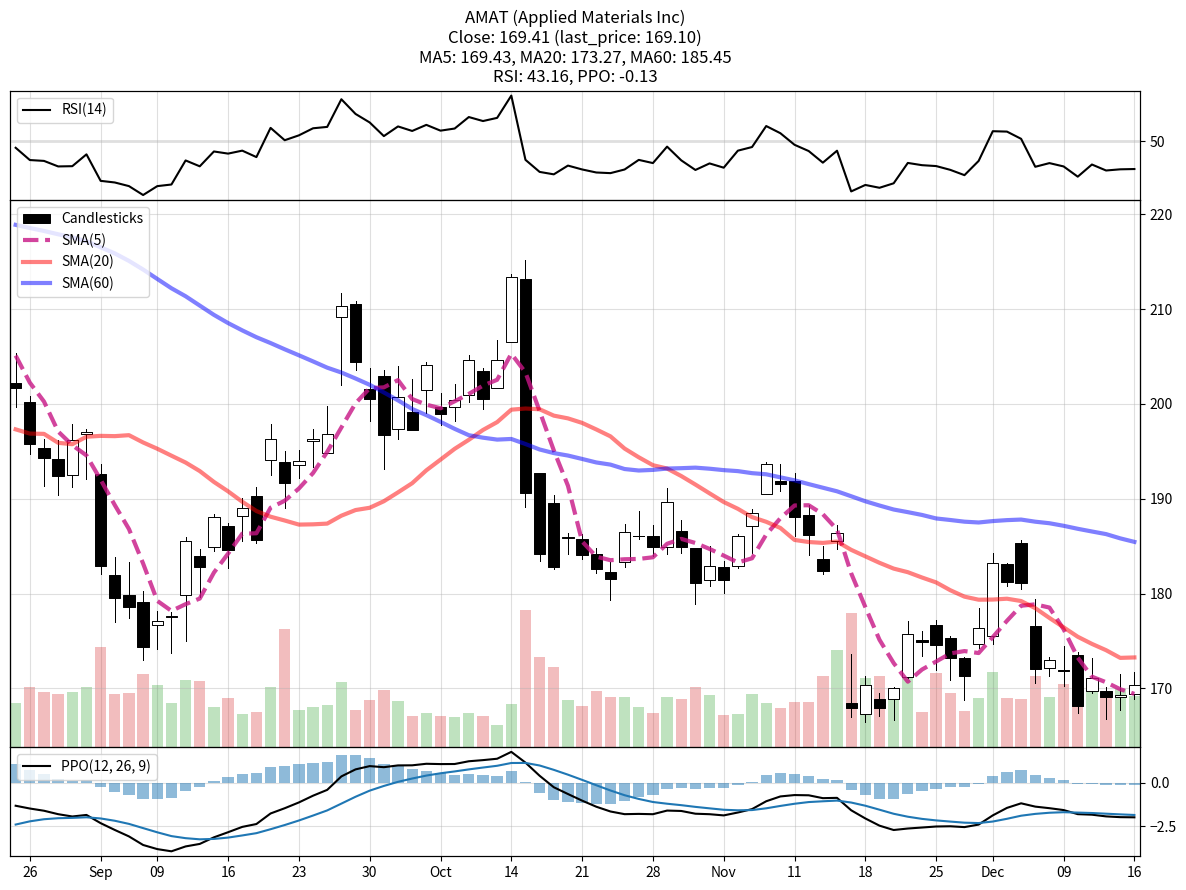 AMAT (Applied Materials Inc)
Close: 169.41 (last_price: 169.10)
MA5: 169.43, MA20: 173.27, MA60: 185.45
RSI: 43.16, PPO: -0.13
RSI(14)
50
Candlesticks
SMA(5)
SMA(20)
SMA(60)
220
210
200
190
180
170
PPO(12, 26, 9)
0.0
−2.5
26 Sep 09 16 23 30 Oct 14 21 28 Nov 11 18 25 Dec 09 16